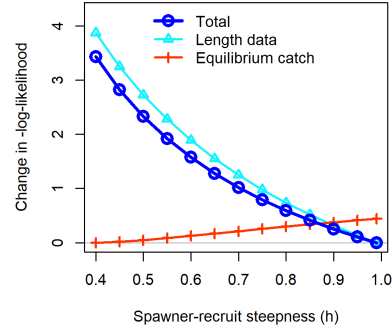 Total
Length data
Equilibrium catch
Change in -log-likelihood
4
3
2
1
0
0.4 0.5 0.6 0.7 0.8 0.9 1.0
Spawner-recruit steepness (h)